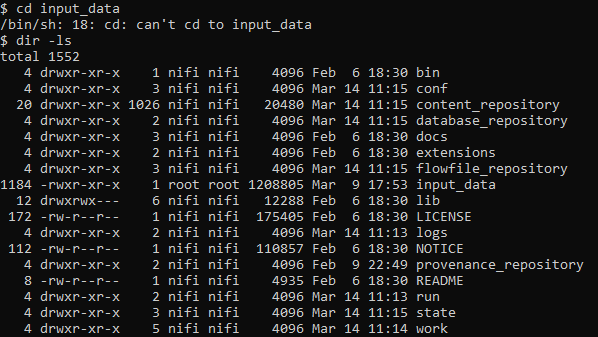 $ cd input_data
/bin/sh: 18: cd: can't cd to input_data
$ dir -ls
total 1552
   4 drwxr-xr-x    1 nifi nifi    4096 Feb  6 18:30 bin
   4 drwxr-xr-x    3 nifi nifi    4096 Mar 14 11:15 conf
  20 drwxr-xr-x 1026 nifi nifi   20480 Mar 14 11:15 content_repository
   4 drwxr-xr-x    2 nifi nifi    4096 Mar 14 11:15 database_repository
   4 drwxr-xr-x    3 nifi nifi    4096 Feb  6 18:30 docs
   4 drwxr-xr-x    2 nifi nifi    4096 Feb  6 18:30 extensions
   4 drwxr-xr-x    3 nifi nifi    4096 Mar 14 11:15 flowfile_repository
1184 -rwxr-xr-x    1 root root 1208805 Mar  9 17:53 input_data
  12 drwxrwx---    6 nifi nifi   12288 Feb  6 18:30 lib
 172 -rw-r--r--    1 nifi nifi  175405 Feb  6 18:30 LICENSE
   4 drwxr-xr-x    2 nifi nifi    4096 Mar 14 11:13 logs
 112 -rw-r--r--    1 nifi nifi  110857 Feb  6 18:30 NOTICE
   4 drwxr-xr-x    2 nifi nifi    4096 Feb  9 22:49 provenance_repository
   8 -rw-r--r--    1 nifi nifi    4935 Feb  6 18:30 README
   4 drwxr-xr-x    2 nifi nifi    4096 Mar 14 11:13 run
   4 drwxr-xr-x    3 nifi nifi    4096 Mar 14 11:15 state
   4 drwxr-xr-x    5 nifi nifi    4096 Mar 14 11:14 work